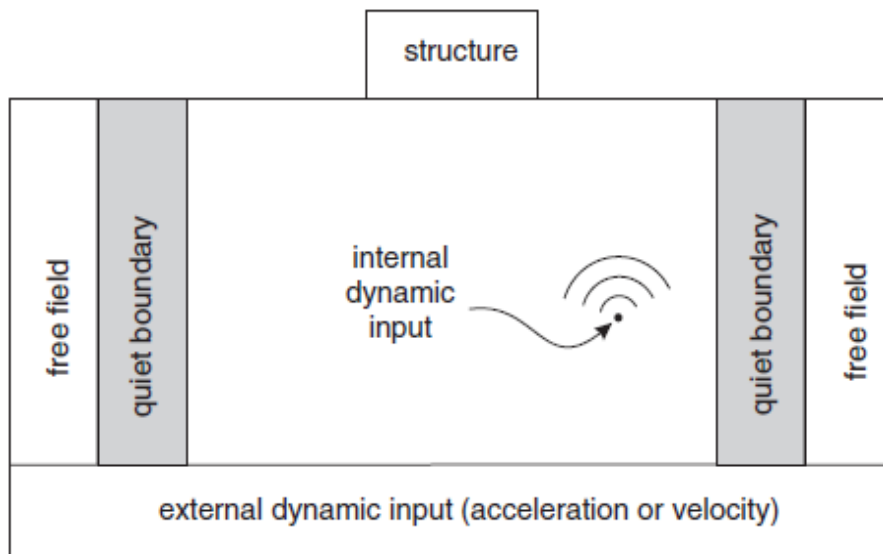 structure
free field
quiet boundary
internal
dynamic
input
quiet boundary
free field
external dynamic input (acceleration or velocity)